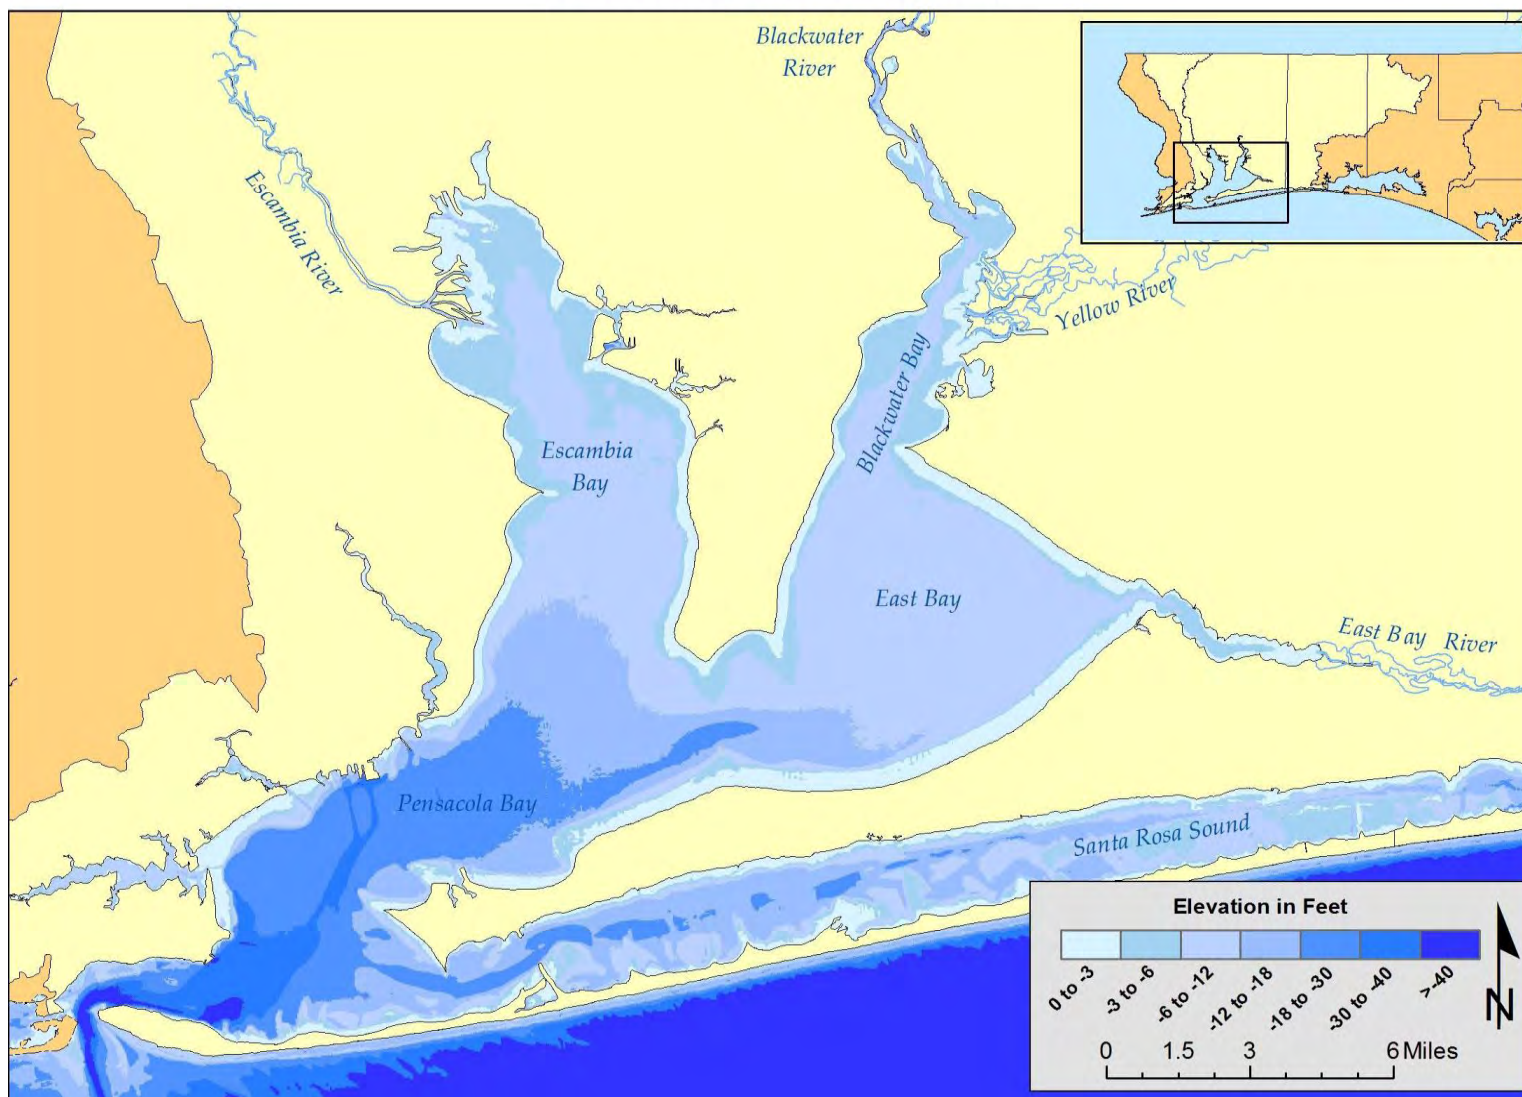 Blackwater
River
Escambia River
Yellow River
Blackwater Bay
Escambia
Bay
East Bay
East Bay River
Pensacola Bay
Santa Rosa Sound
Elevation in Feet
0 to -3
-3 to -6
-6 to -12
-12 to -18
-18 to -30
-30 to -40
>-40
N
0 1.5 3 6 Miles